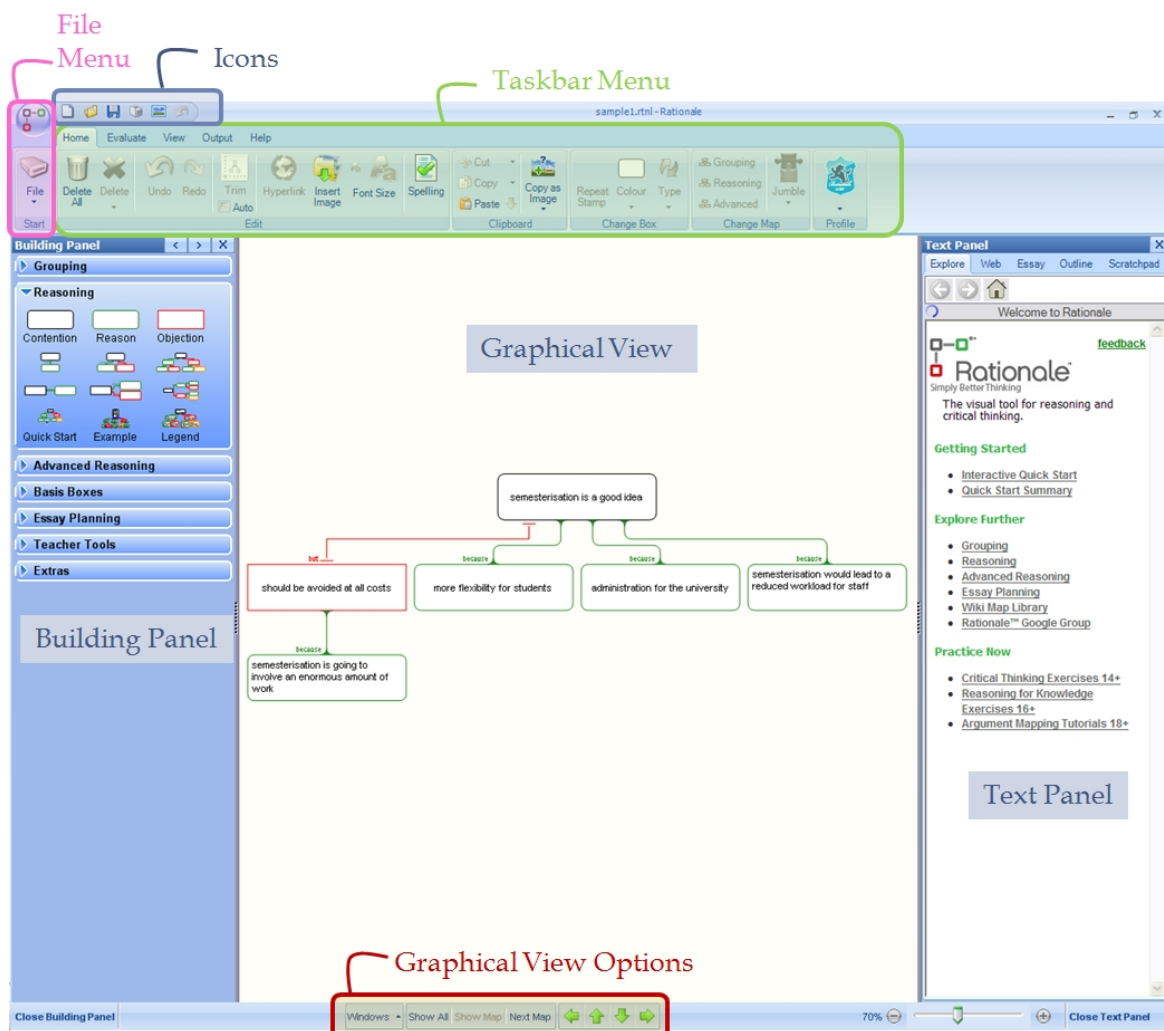 File
Menu
Icons
Taskbar Menu
sample1.rtnl - Rationale
Home Evaluate View Output Help
File
Delete All
Delete
Undo Redo
Trim
Auto
Hyperlink
Insert Image
Font Size
Spelling
Cut
Copy
Paste
Copy as Image
Repeat Stamp
Colour
Type
Grouping
Reasoning
Advanced
Jumble
Start
Edit
Clipboard
Change Box
Change Map
Profile
Building Panel
Grouping
Reasoning
Contention Reason Objection
Quick Start Example Legend
Advanced Reasoning
Basis Boxes
Essay Planning
Teacher Tools
Extras
Building Panel
Graphical View
semesterisation is a good idea
but
because
because
because
should be avoided at all costs
more flexibility for students
administration for the university
semesterisation would lead to a
reduced workload for staff
because
semesterisation is going to
involve an enormous amount of
work
Text Panel
Explore Web Essay Outline Scratchpad
Welcome to Rationale
feedback
Rationale™
Simply Better Thinking
The visual tool for reasoning and
critical thinking.
Getting Started
Interactive Quick Start
Quick Start Summary
Explore Further
Grouping
Reasoning
Advanced Reasoning
Essay Planning
Wiki Map Library
Rationale™ Google Group
Practice Now
Critical Thinking Exercises 14+
Reasoning for Knowledge
Exercises 16+
Argument Mapping Tutorials 18+
Text Panel
Graphical View Options
Close Building Panel
Windows Show All Show Map Next Map
70%
Close Text Panel